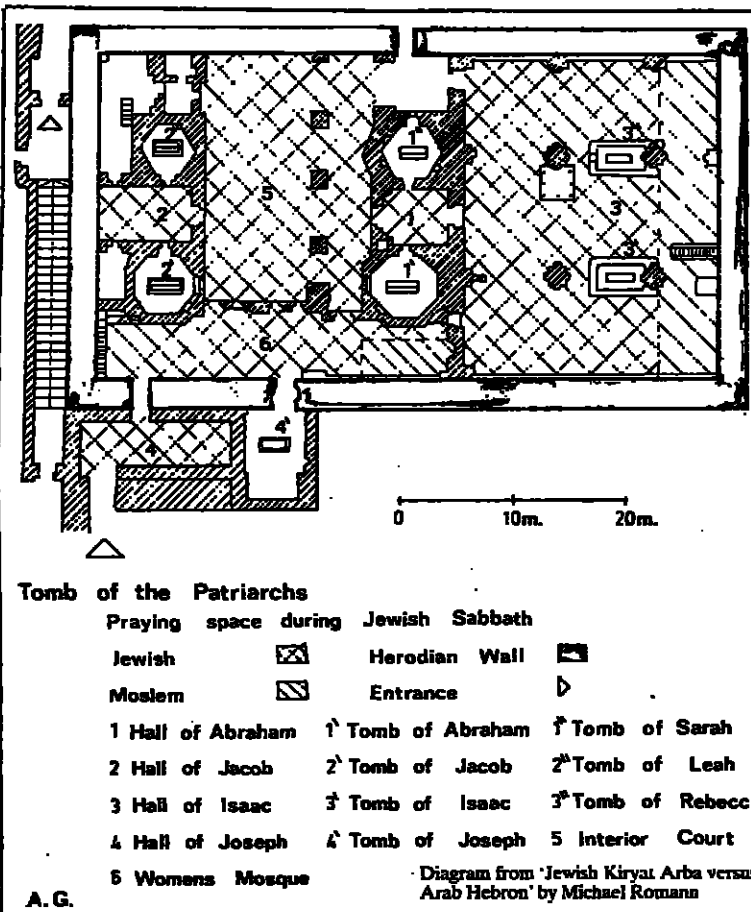 2" 1" 3"
2 5 1 3
2' 1' 3'
6
4 4'
0 10m. 20m.
Tomb of the Patriarchs
Praying space during Jewish Sabbath
Jewish Herodian Wall
Moslem Entrance
1 Hall of Abraham 1' Tomb of Abraham 1" Tomb of Sarah
2 Hall of Jacob 2' Tomb of Jacob 2" Tomb of Leah
3 Hall of Isaac 3' Tomb of Isaac 3" Tomb of Rebecc
4 Hall of Joseph 4' Tomb of Joseph 5 Interior Court
6 Womens Mosque
Diagram from 'Jewish Kiryat Arba versus
Arab Hebron' by Michael Romann
A.G.